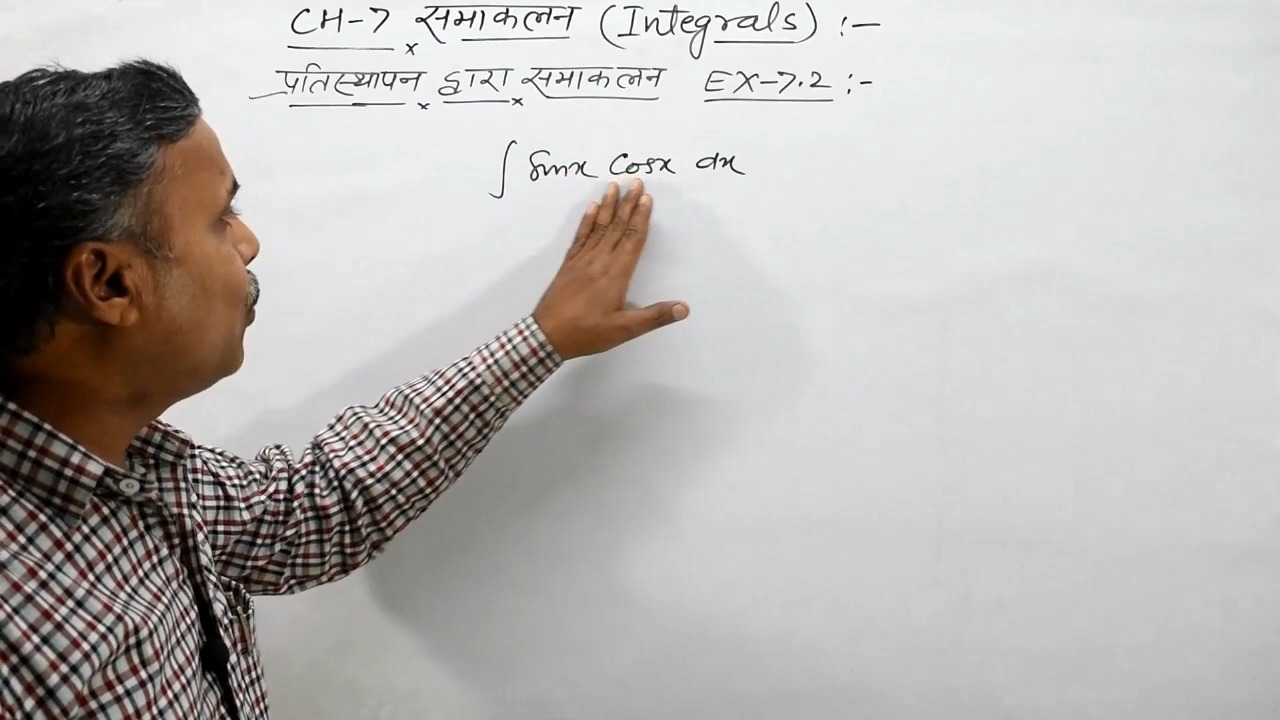 CH-7 समाकलन (Integrals) :-
प्रतिस्थापन द्वारा समाकलन EX-7.2 :-
∫ Sinx Cosx dx